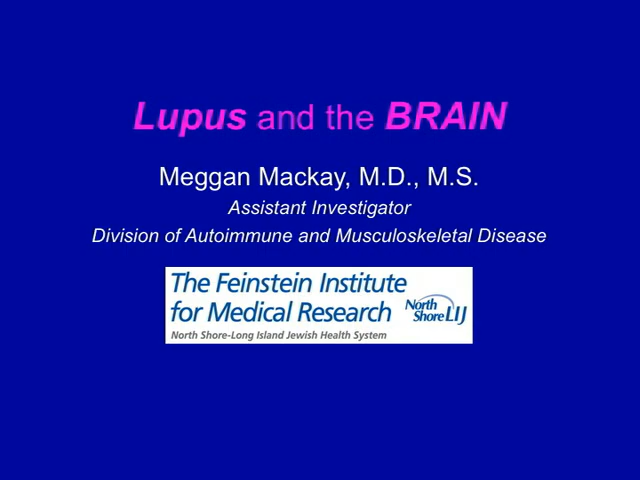 Lupus and the BRAIN
Meggan Mackay, M.D., M.S.
Assistant Investigator
Division of Autoimmune and Musculoskeletal Disease
The Feinstein Institute
for Medical Research
North
Shore LIJ
North Shore-Long Island Jewish Health System